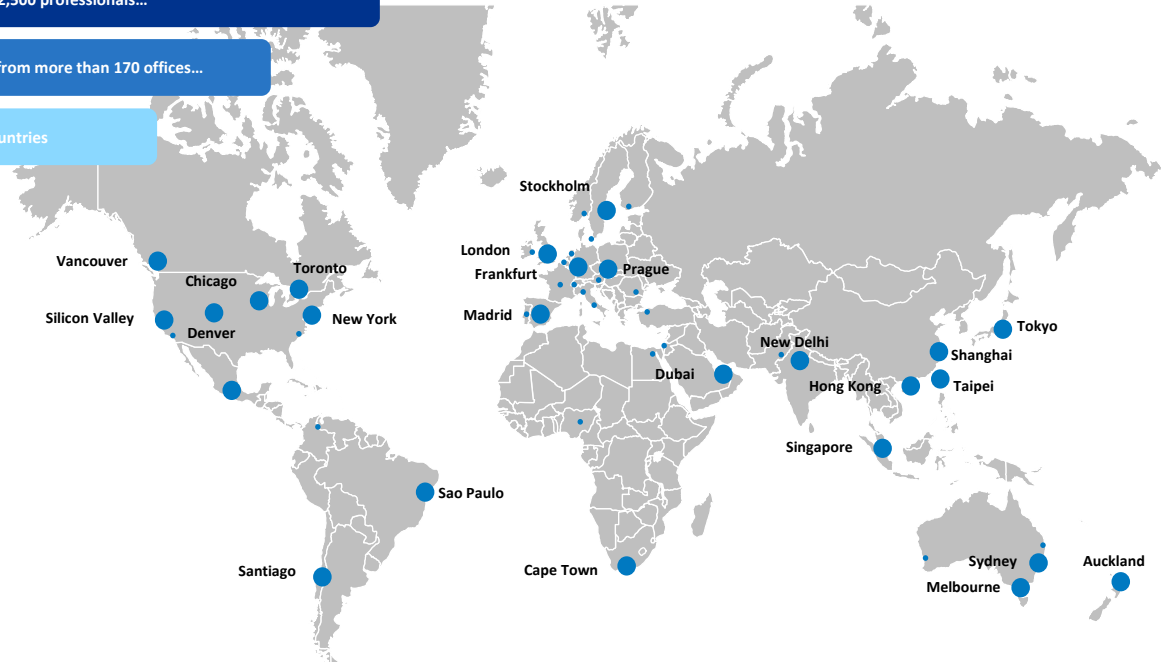 professionals…
from more than 170 offices…
Stockholm
London
Vancouver
Toronto
Frankfurt
Prague
Chicago
Madrid
Silicon Valley
New York
Denver
Tokyo
New Delhi
Shanghai
Dubai
Hong Kong
Taipei
Singapore
Sao Paulo
Santiago
Cape Town
Sydney
Auckland
Melbourne